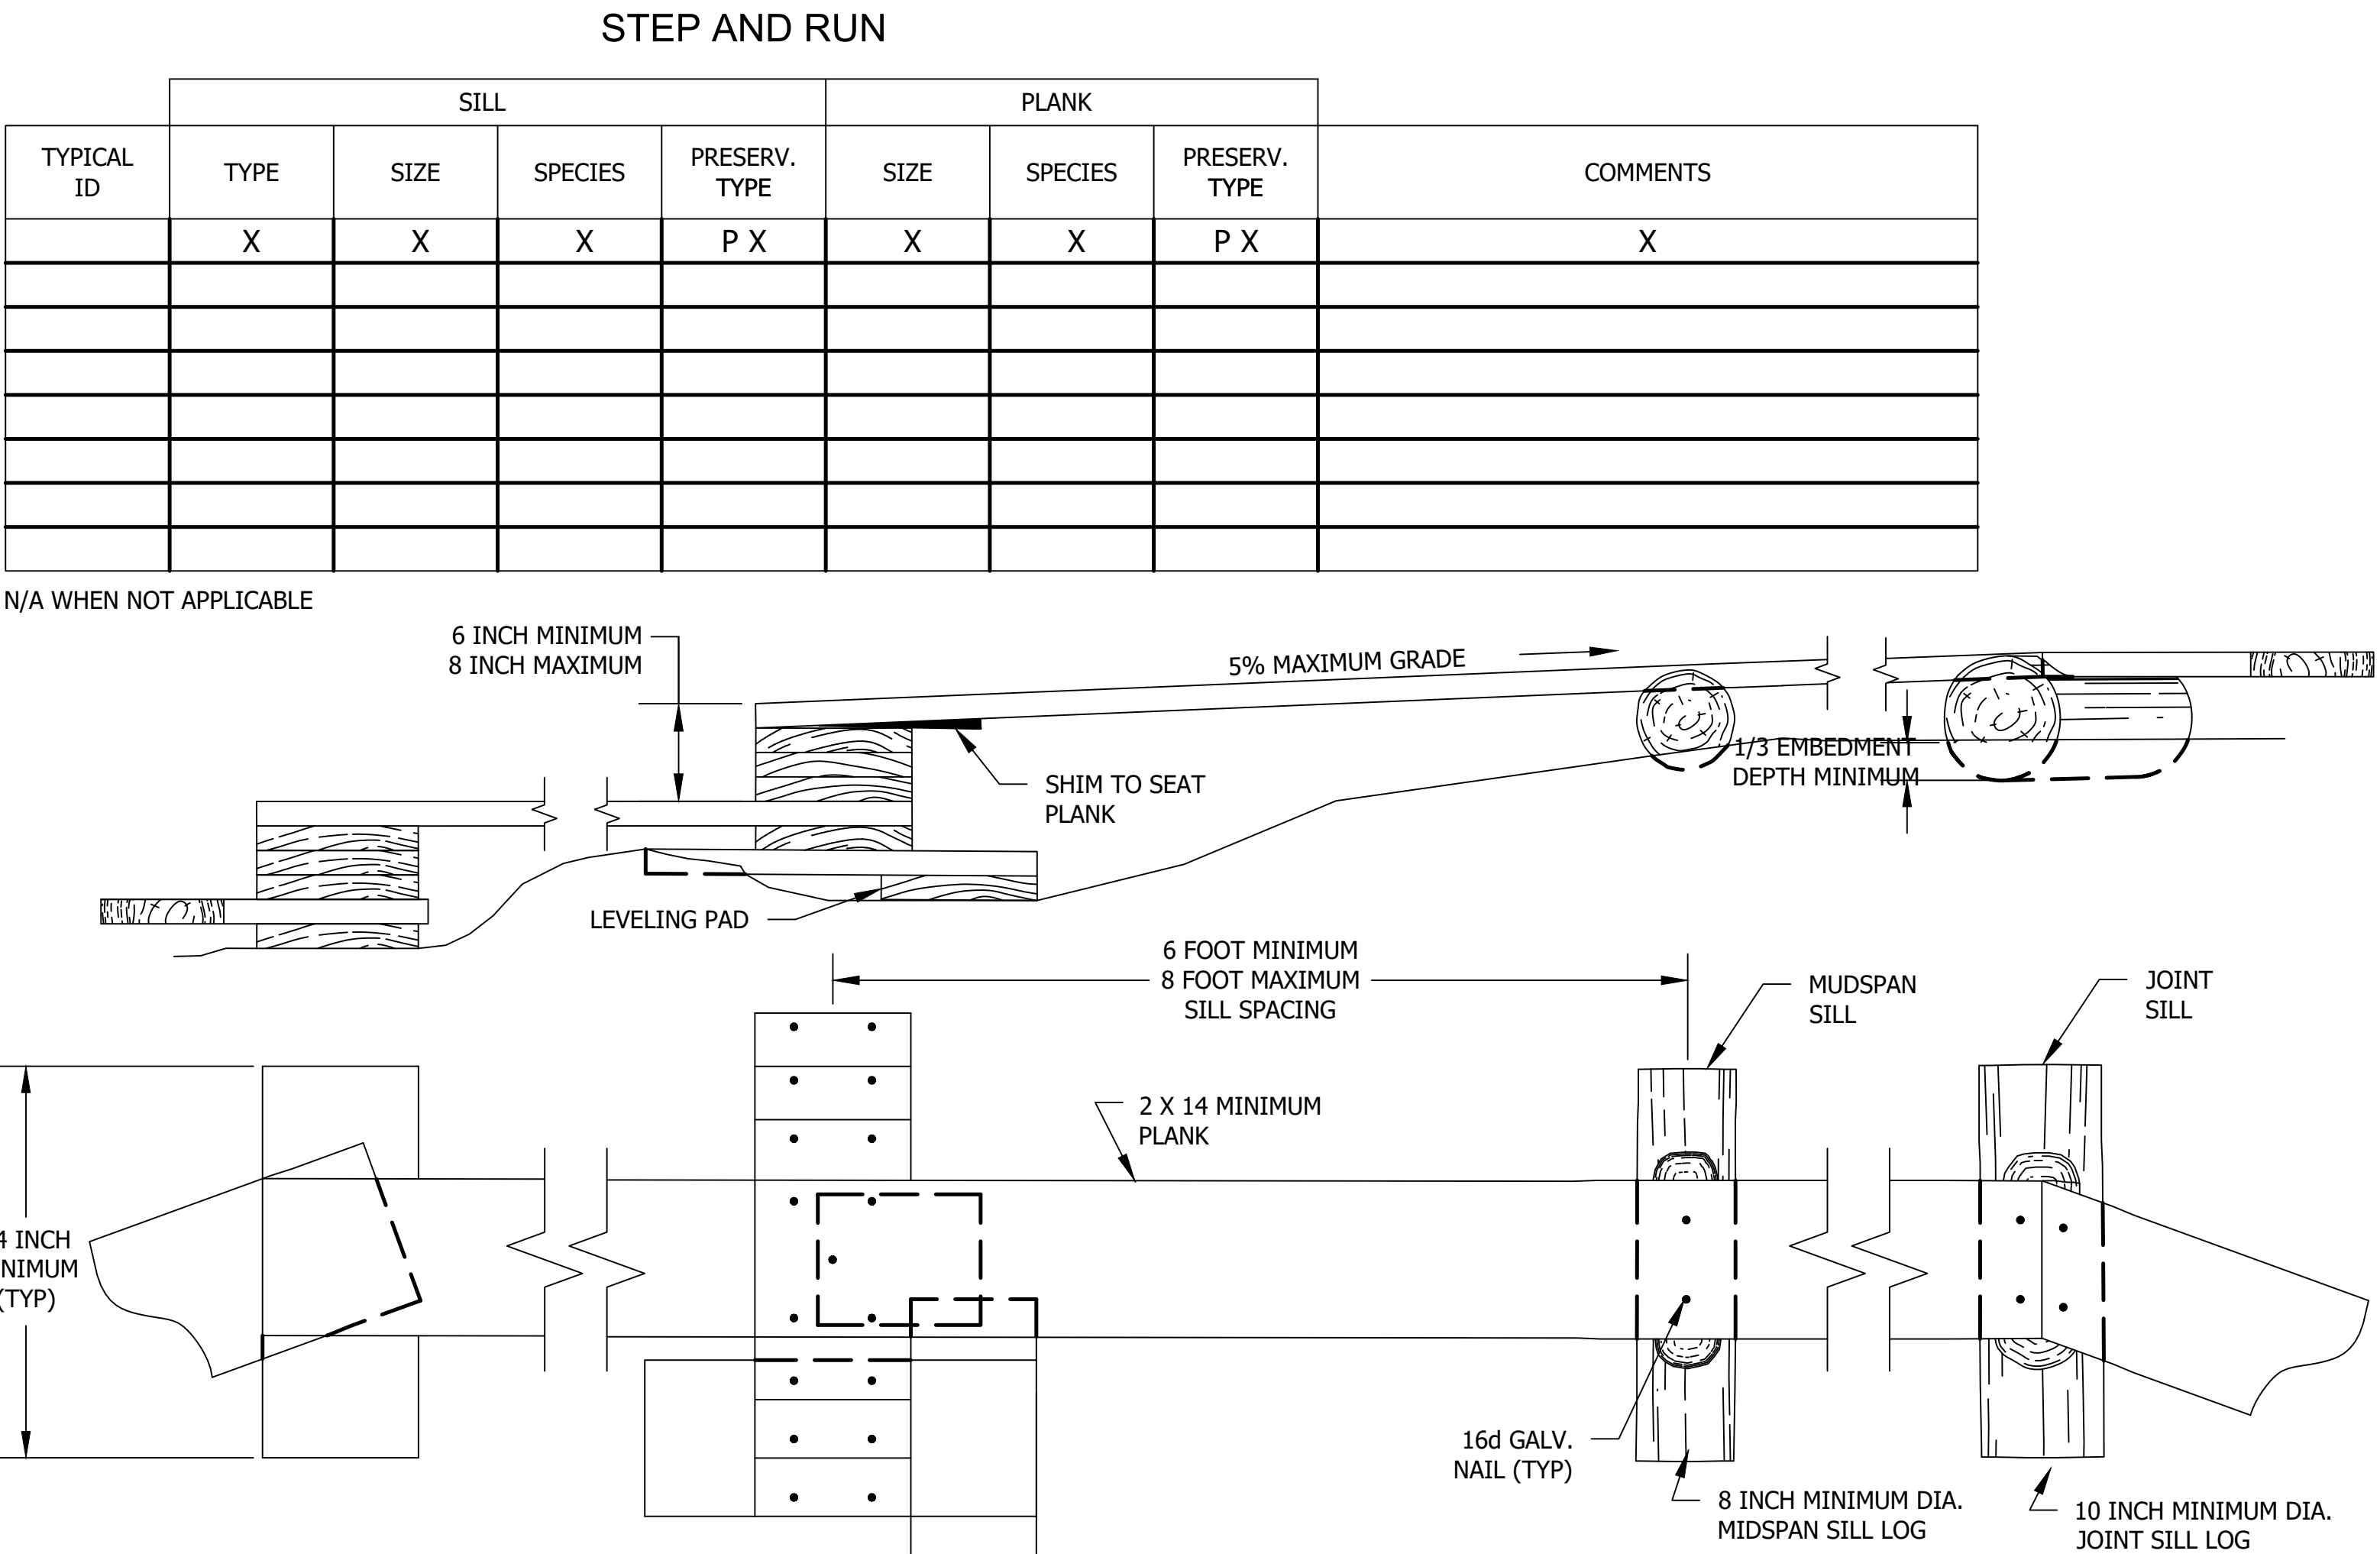 STEP AND RUN
SILL
PLANK
TYPICAL
ID
TYPE
SIZE
SPECIES
PRESERV.
TYPE
SIZE
SPECIES
PRESERV.
TYPE
COMMENTS
X
X
X
P X
X
X
P X
X
N/A WHEN NOT APPLICABLE
6 INCH MINIMUM
8 INCH MAXIMUM
5% MAXIMUM GRADE
1/3 EMBEDMENT
DEPTH MINIMUM
SHIM TO SEAT
PLANK
LEVELING PAD
6 FOOT MINIMUM
8 FOOT MAXIMUM
SILL SPACING
MUDSPAN
SILL
JOINT
SILL
2 X 14 MINIMUM
PLANK
4 INCH
NIMUM
(TYP)
16d GALV.
NAIL (TYP)
8 INCH MINIMUM DIA.
MIDSPAN SILL LOG
10 INCH MINIMUM DIA.
JOINT SILL LOG